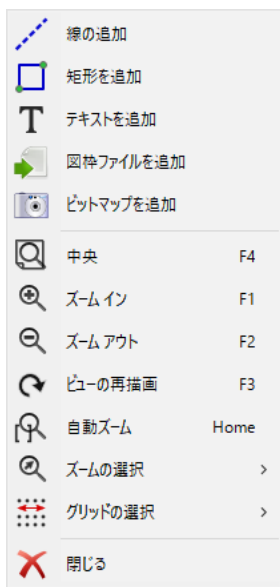 線の追加
矩形を追加
テキストを追加
図枠ファイルを追加
ビットマップを追加
中央 F4
ズーム イン F1
ズーム アウト F2
ビューの再描画 F3
自動ズーム Home
ズームの選択
グリッドの選択
閉じる